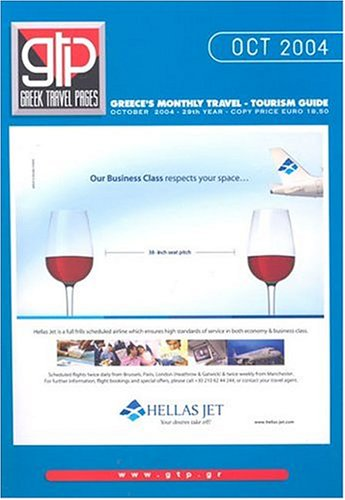 gtp
GREEK TRAVEL PAGES
OCT 2004
GREECE'S MONTHLY TRAVEL - TOURISM GUIDE
OCTOBER 2004 - 29th YEAR - COPY PRICE EURO 18,50
Our Business Class respects your space...
38- inch seat pitch
Hellas Jet is a full frills scheduled airline which ensures high standards of service in both economy & business class.
Scheduled flights twice daily from Brussels, Paris, London (Heathrow & Gatwick) & twice weekly from Manchester.
For further information, flight bookings and special offers, please call +30 210 62 44 244, or contact your travel agent.
HELLAS JET
Your desires take off!
www.hellas-jet.com
www.gtp.gr